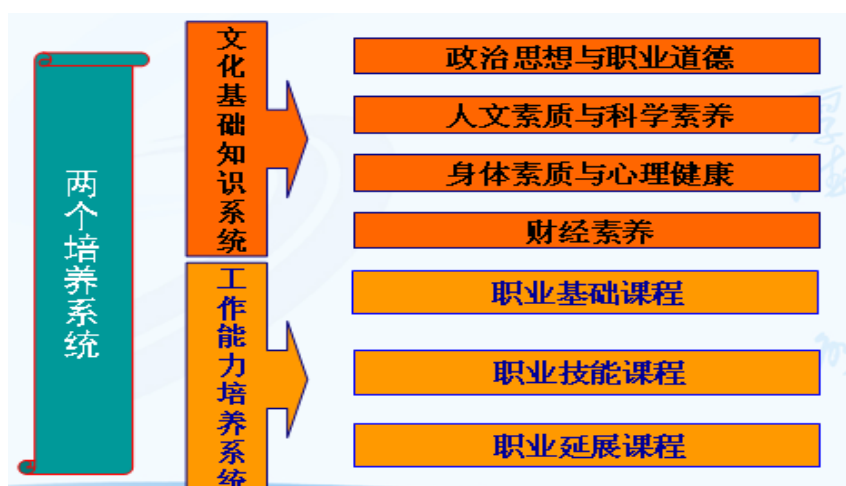 两个培养系统
文化基础知识系统
政治思想与职业道德
人文素质与科学素养
身体素质与心理健康
财经素养
工作能力培养系统
职业基础课程
职业技能课程
职业延展课程